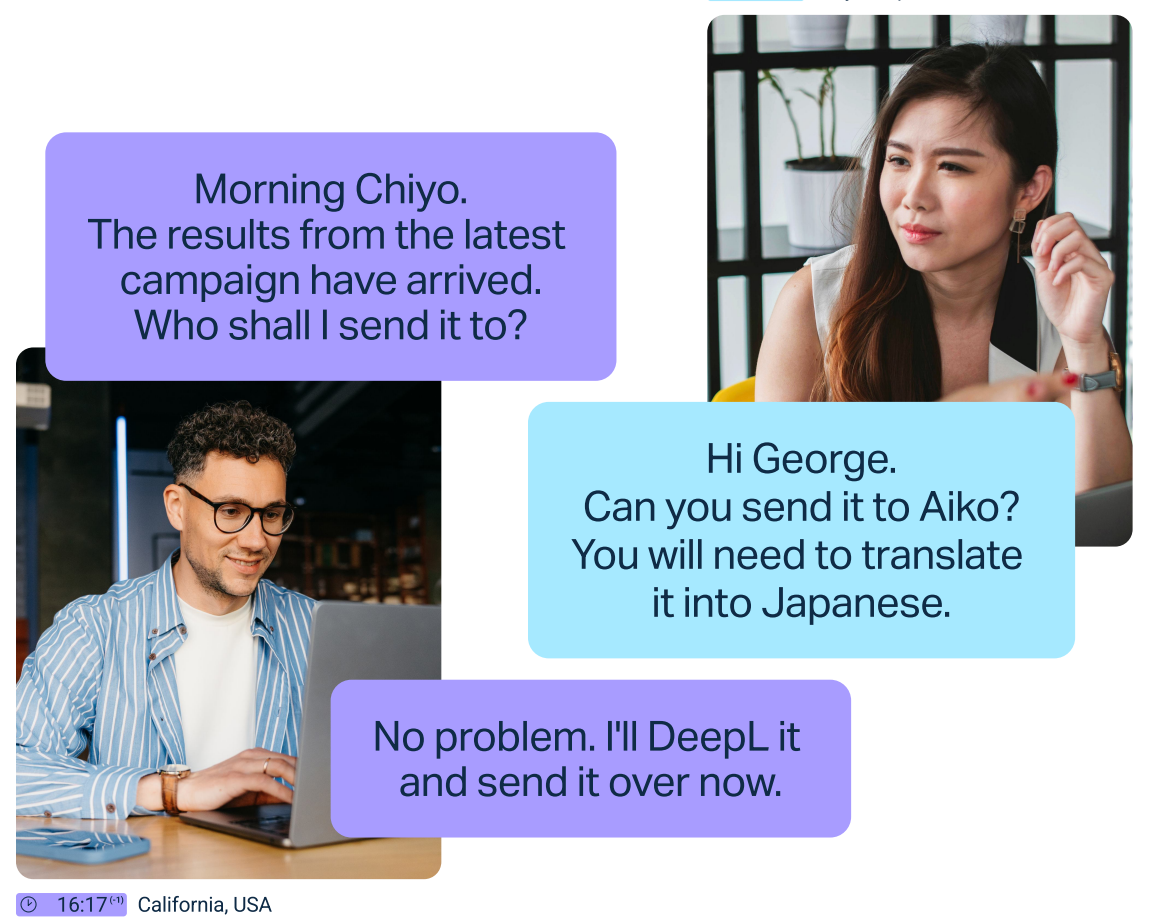 Morning Chiyo.
The results from the latest
campaign have arrived.
Who shall I send it to?
Hi George.
Can you send it to Aiko?
You will need to translate
it into Japanese.
No problem. I'll DeepL it
and send it over now.
16:17(-1) California, USA